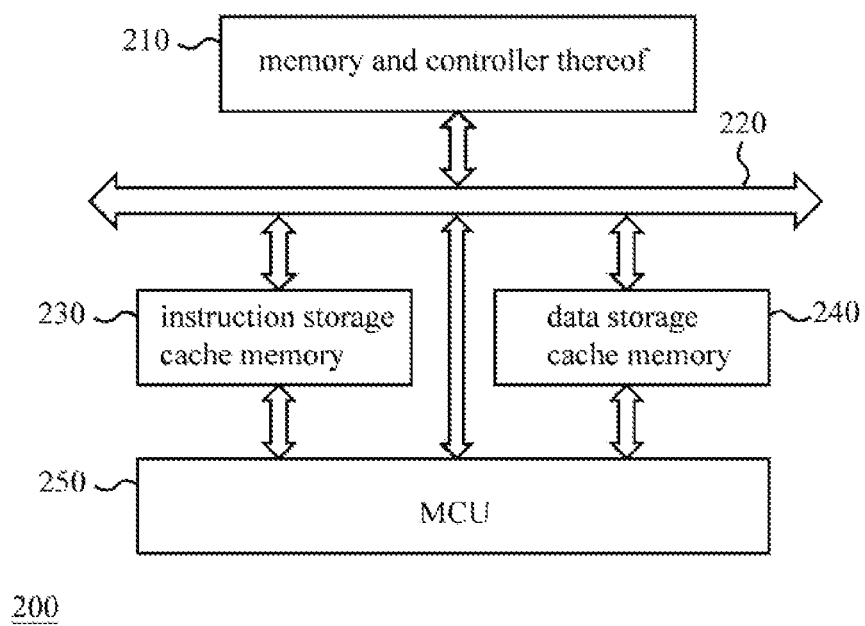 210
memory and controller thereof
220
230
instruction storage
cache memory
data storage
cache memory
240
250
MCU
200